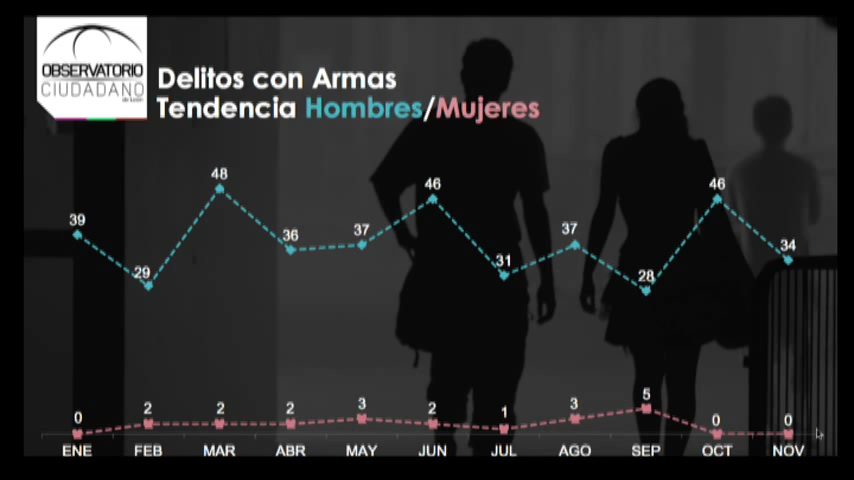 OBSERVATORIO
CIUDADANO
de León
Delitos con Armas
Tendencia Hombres/Mujeres
39 29 48 36 37 46 31 37 28 46 34
0 2 2 2 3 2 1 3 5 0 0
ENE FEB MAR ABR MAY JUN JUL AGO SEP OCT NOV